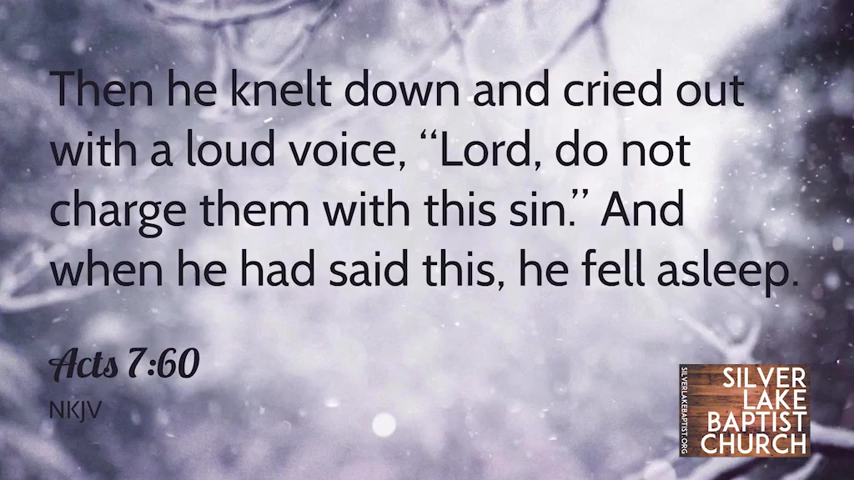 Then he knelt down and cried out
with a loud voice, “Lord, do not
charge them with this sin.” And
when he had said this, he fell asleep.
Acts 7:60
NKJV
SILVERLAKEBAPTIST.ORG
SILVER
LAKE
BAPTIST
CHURCH